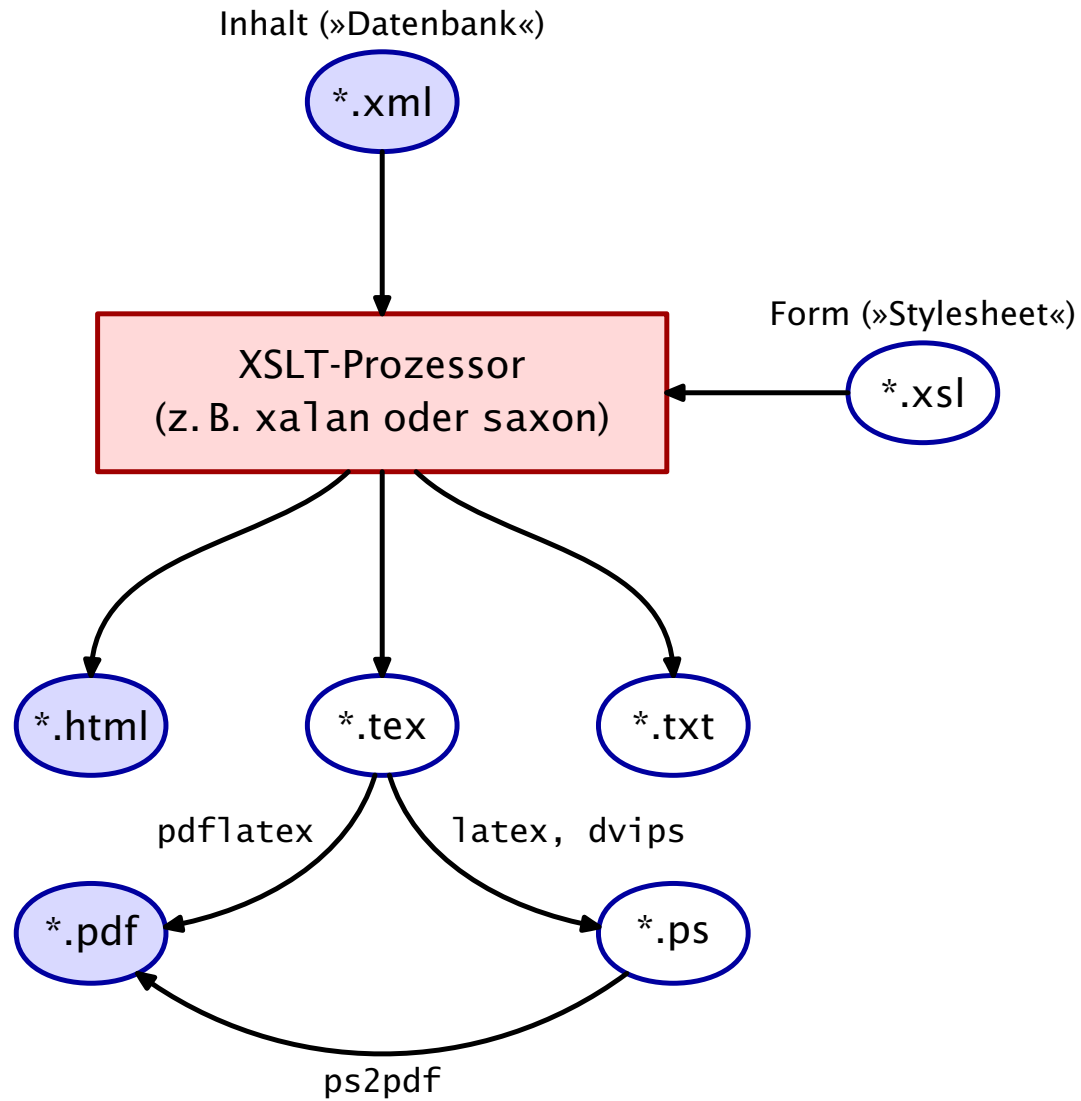 Inhalt (»Datenbank«)
*.xml
Form (»Stylesheet«)
XSLT-Prozessor
(z. B. xalan oder saxon)
*.xsl
*.html
*.tex
*.txt
pdflatex
latex, dvips
*.pdf
*.ps
ps2pdf